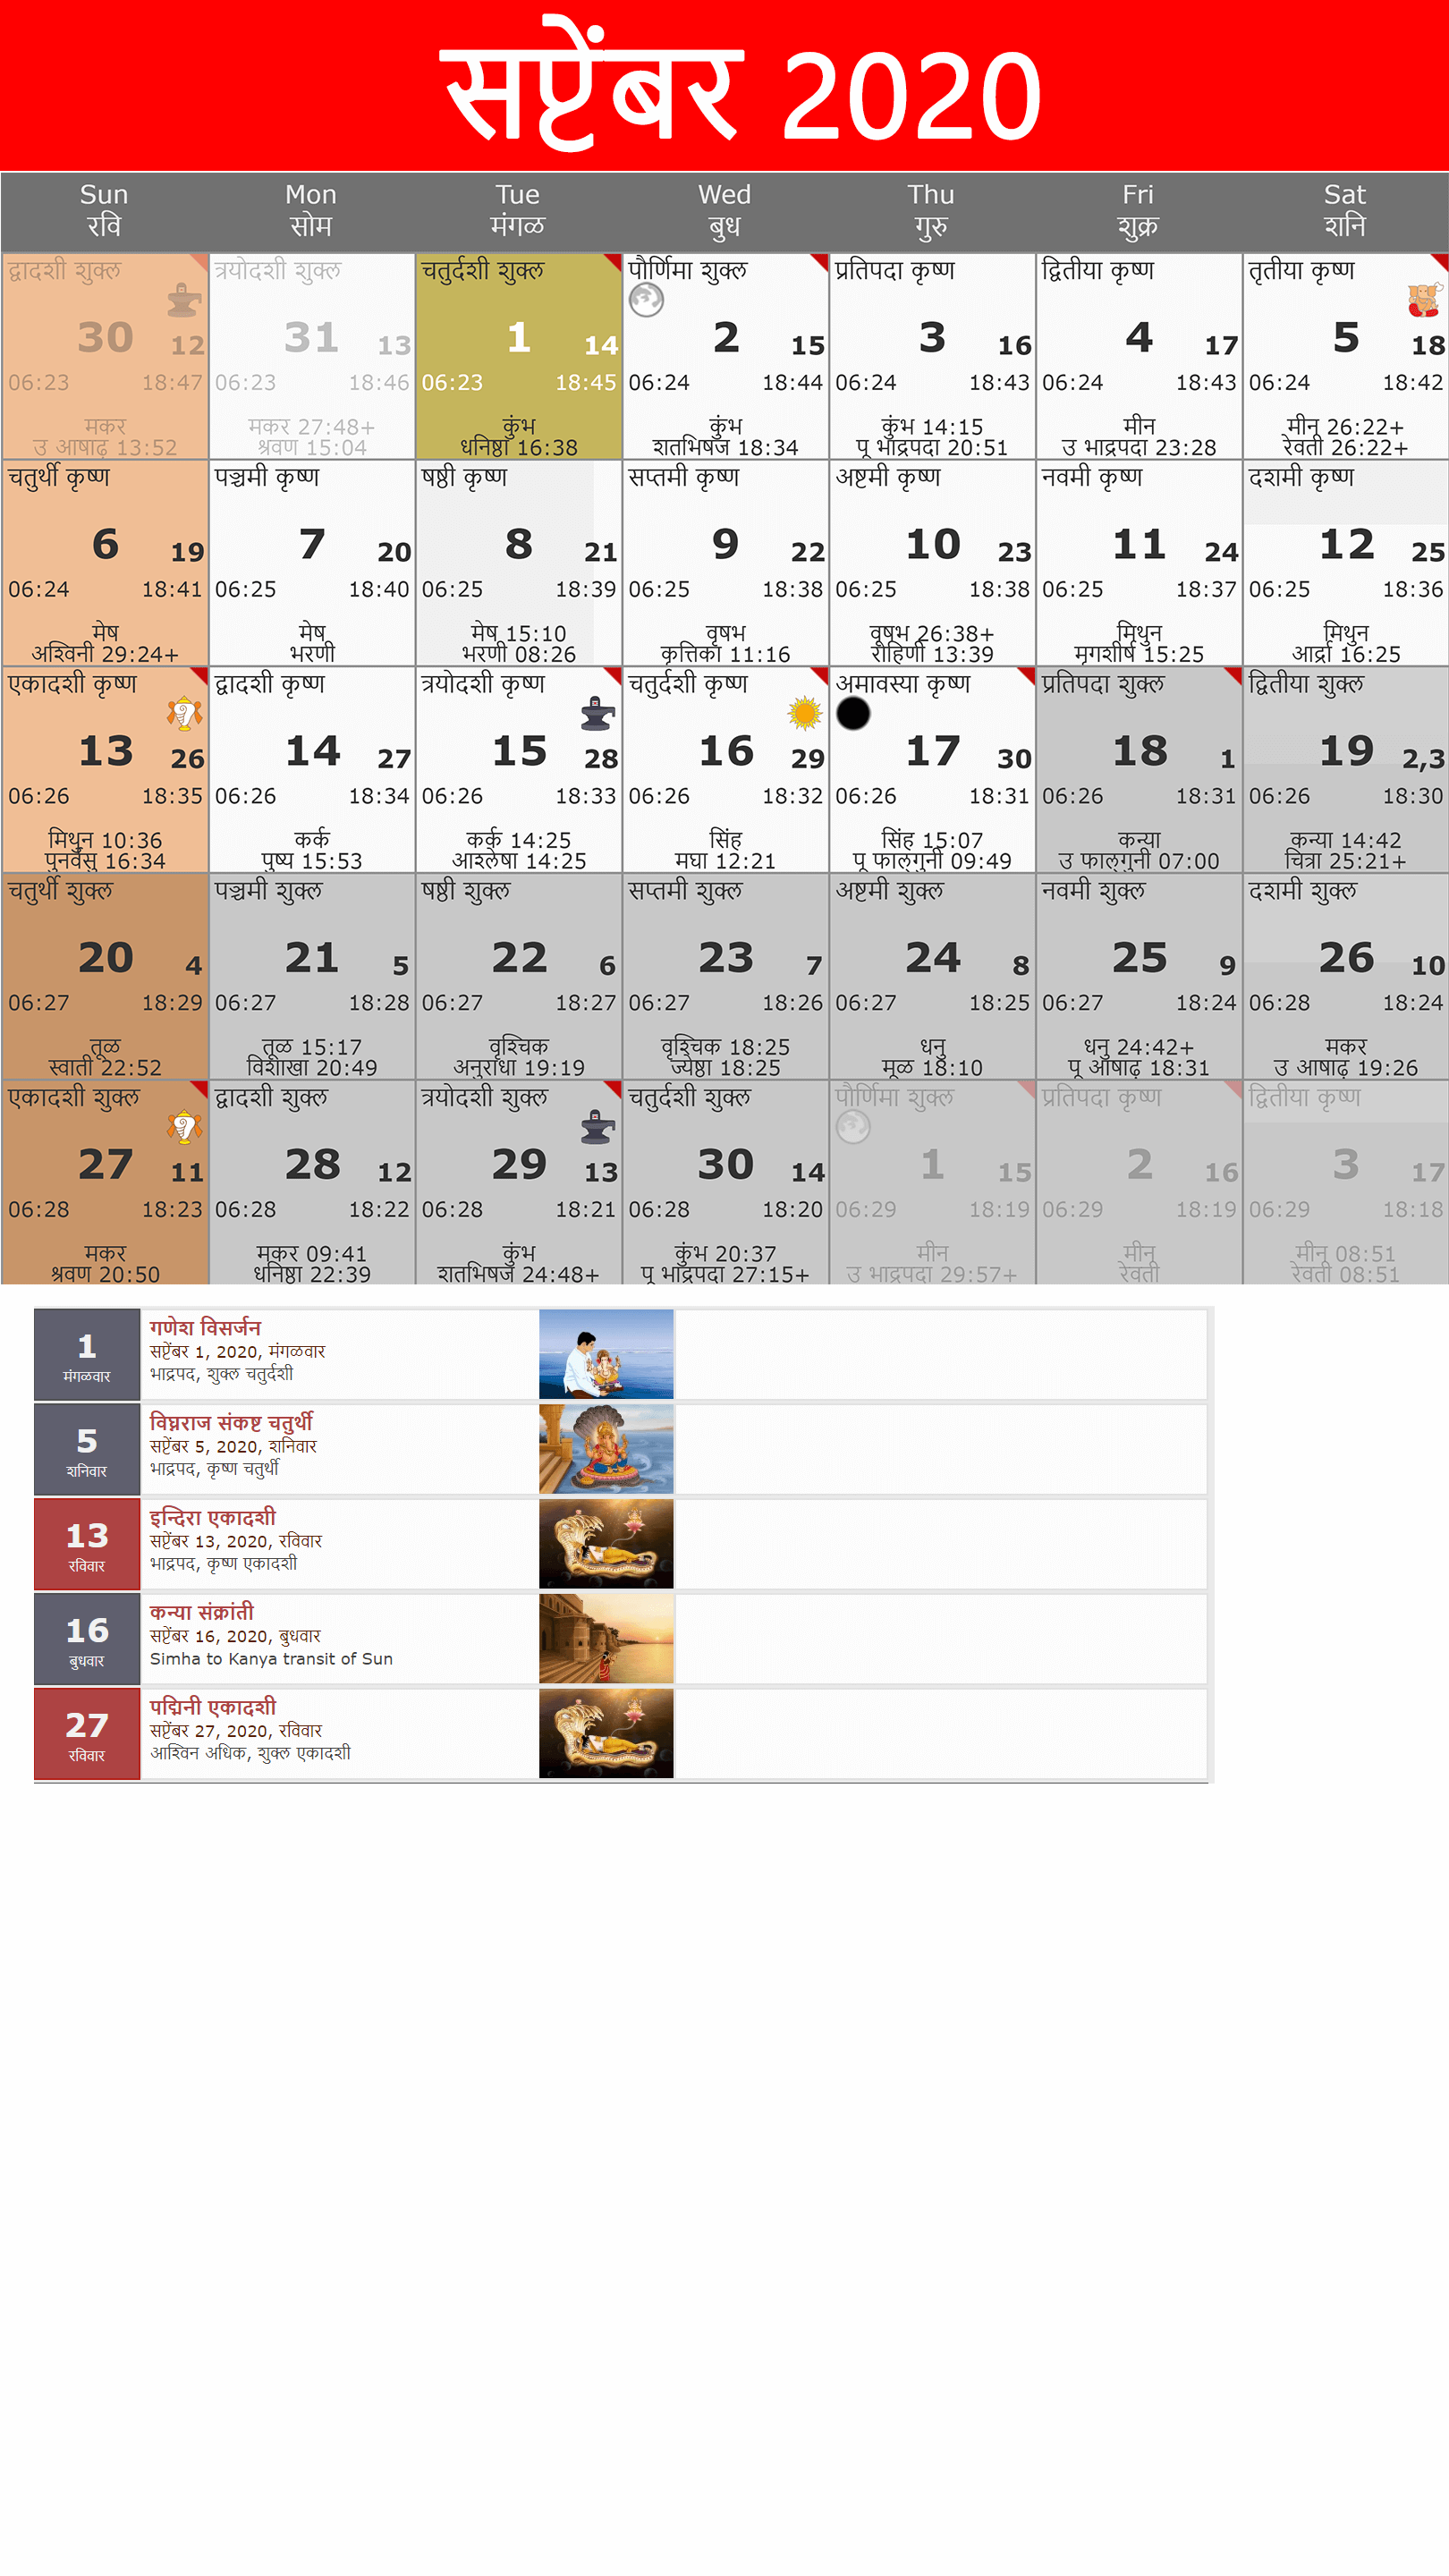 सप्टेंबर 2020
Sun Mon Tue Wed Thu Fri Sat
रवि सोम मंगळ बुध गुरु शुक्र शनि
द्वादशी शुक्ल त्रयोदशी शुक्ल चतुर्दशी शुक्ल पौर्णिमा शुक्ल प्रतिपदा कृष्ण द्वितीया कृष्ण तृतीया कृष्ण
30 12 31 13 1 14 2 15 3 16 4 17 5 18
06:23 18:47 06:23 18:46 06:23 18:45 06:24 18:44 06:24 18:43 06:24 18:43 06:24 18:42
मकर मकर 27:48+ कुंभ कुंभ कुंभ 14:15 मीन मीन 26:22+
उ आषाढ़ 13:52 श्रवण 15:04 धनिष्ठा 16:38 शतभिषज 18:34 पू भाद्रपदा 20:51 उ भाद्रपदा 23:28 रेवती 26:22+
चतुर्थी कृष्ण पञ्चमी कृष्ण षष्ठी कृष्ण सप्तमी कृष्ण अष्टमी कृष्ण नवमी कृष्ण दशमी कृष्ण
6 19 7 20 8 21 9 22 10 23 11 24 12 25
06:24 18:41 06:25 18:40 06:25 18:39 06:25 18:38 06:25 18:38 06:25 18:37 06:25 18:36
मेष मेष मेष 15:10 वृषभ वृषभ 26:38+ मिथुन मिथुन
अश्विनी 29:24+ भरणी भरणी 08:26 कृत्तिका 11:16 रोहिणी 13:39 मृगशीर्ष 15:25 आर्द्रा 16:25
एकादशी कृष्ण द्वादशी कृष्ण त्रयोदशी कृष्ण चतुर्दशी कृष्ण अमावस्या कृष्ण प्रतिपदा शुक्ल द्वितीया शुक्ल
13 26 14 27 15 28 16 29 17 30 18 1 19 2,3
06:26 18:35 06:26 18:34 06:26 18:33 06:26 18:32 06:26 18:31 06:26 18:31 06:26 18:30
मिथुन 10:36 कर्क कर्क 14:25 सिंह सिंह 15:07 कन्या कन्या 14:42
पुनर्वसु 16:34 पुष्य 15:53 आश्लेषा 14:25 मघा 12:21 पू फाल्गुनी 09:49 उ फाल्गुनी 07:00 चित्रा 25:21+
चतुर्थी शुक्ल पञ्चमी शुक्ल षष्ठी शुक्ल सप्तमी शुक्ल अष्टमी शुक्ल नवमी शुक्ल दशमी शुक्ल
20 4 21 5 22 6 23 7 24 8 25 9 26 10
06:27 18:29 06:27 18:28 06:27 18:27 06:27 18:26 06:27 18:25 06:27 18:24 06:28 18:24
तूळ तूळ 15:17 वृश्चिक वृश्चिक 18:25 धनु धनु 24:42+ मकर
स्वाती 22:52 विशाखा 20:49 अनुराधा 19:19 ज्येष्ठा 18:25 मूळ 18:10 पू आषाढ़ 18:31 उ आषाढ़ 19:26
एकादशी शुक्ल द्वादशी शुक्ल त्रयोदशी शुक्ल चतुर्दशी शुक्ल पौर्णिमा शुक्ल प्रतिपदा कृष्ण द्वितीया कृष्ण
27 11 28 12 29 13 30 14 1 15 2 16 3 17
06:28 18:23 06:28 18:22 06:28 18:21 06:28 18:20 06:29 18:19 06:29 18:19 06:29 18:18
मकर मकर 09:41 कुंभ कुंभ 20:37 मीन मीन मीन 08:51
श्रवण 20:50 धनिष्ठा 22:39 शतभिषज 24:48+ पू भाद्रपदा 27:15+ उ भाद्रपदा 29:57+ रेवती रेवती 08:51
1
मंगळवार
गणेश विसर्जन
सप्टेंबर 1, 2020, मंगळवार
भाद्रपद, शुक्ल चतुर्दशी
5
शनिवार
विघ्नराज संकष्ट चतुर्थी
सप्टेंबर 5, 2020, शनिवार
भाद्रपद, कृष्ण चतुर्थी
13
रविवार
इन्दिरा एकादशी
सप्टेंबर 13, 2020, रविवार
भाद्रपद, कृष्ण एकादशी
16
बुधवार
कन्या संक्रांती
सप्टेंबर 16, 2020, बुधवार
Simha to Kanya transit of Sun
27
रविवार
पद्मिनी एकादशी
सप्टेंबर 27, 2020, रविवार
आश्विन अधिक, शुक्ल एकादशी